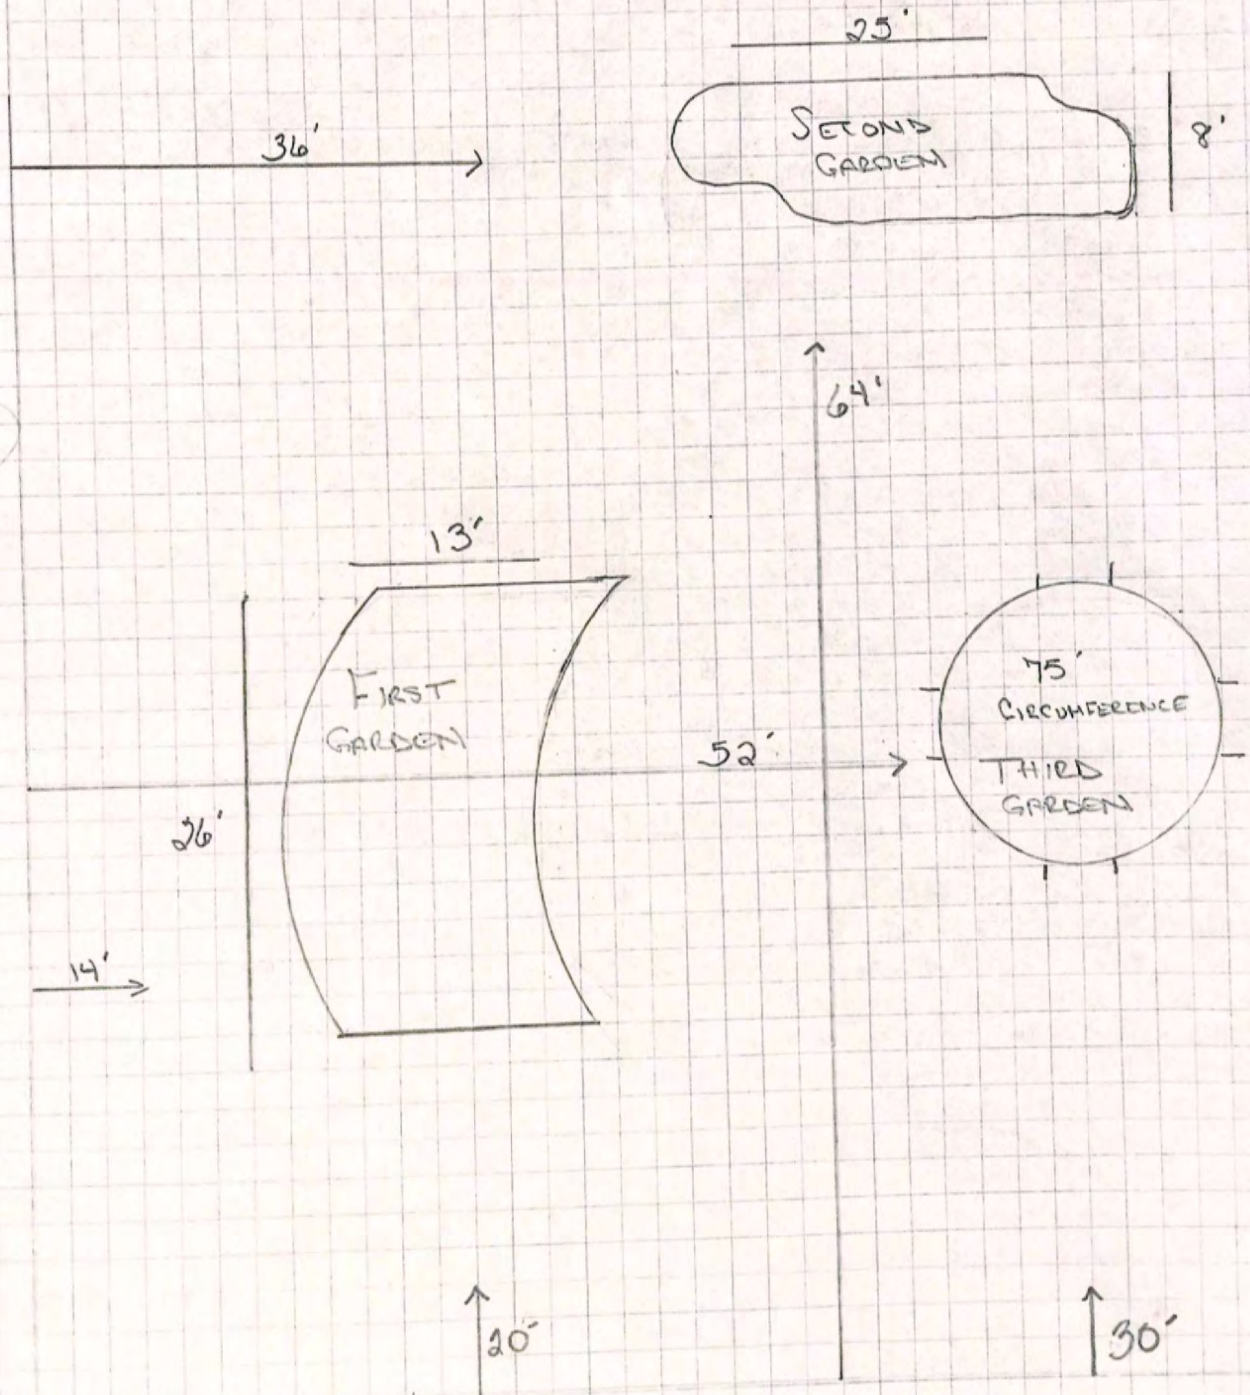 25'
36'
SECOND
GARDEN
8'
64'
13'
FIRST
GARDEN
75'
CIRCUMFERENCE
THIRD
GARDEN
52'
26'
14'
20'
30'